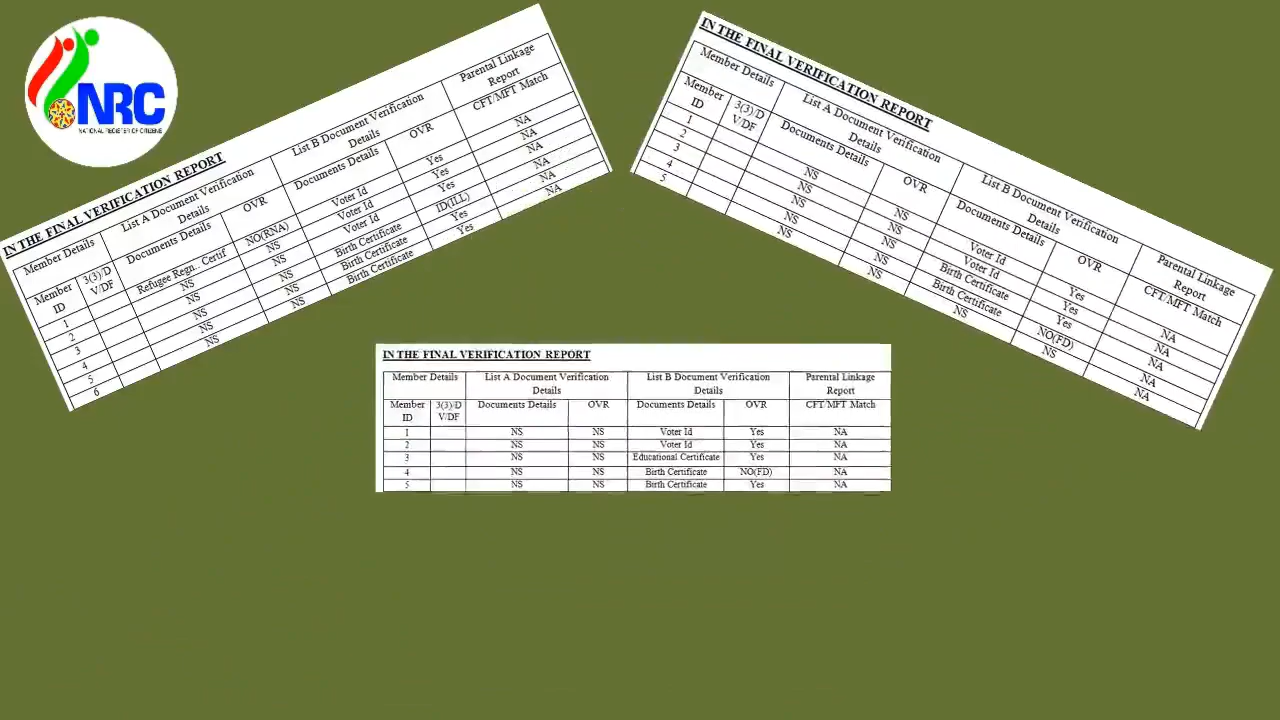 NRC
NATIONAL REGISTER OF CITIZENS
IN THE FINAL VERIFICATION REPORT
Member Details List A Document Verification Details List B Document Verification Details Parental Linkage Report
Member ID 3(3)/D V/DF Documents Details OVR Documents Details OVR CFT/MFT Match
1 Refugee Regn.. Certif NO(RNA) Voter Id Yes NA
2 NS NS Voter Id Yes NA
3 NS NS Voter Id Yes NA
4 NS NS Birth Certificate ID(ILL) NA
5 NS NS Birth Certificate Yes NA
6 NS NS Birth Certificate NA
IN THE FINAL VERIFICATION REPORT
Member Details List A Document Verification Details List B Document Verification Details Parental Linkage Report
Member ID 3(3)/D V/DF Documents Details OVR Documents Details OVR CFT/MFT Match
1 NS NS Voter Id Yes NA
2 NS NS Voter Id Yes NA
3 NS NS Birth Certificate Yes NA
4 NS NS Birth Certificate NO(FD) NA
5 NS NS NS NS NA
IN THE FINAL VERIFICATION REPORT
Member Details List A Document Verification Details List B Document Verification Details Parental Linkage Report
Member ID 3(3)/D V/DF Documents Details OVR Documents Details OVR CFT/MFT Match
1 NS NS Voter Id Yes NA
2 NS NS Voter Id Yes NA
3 NS NS Educational Certificate Yes NA
4 NS NS Birth Certificate NO(FD) NA
5 NS NS Birth Certificate Yes NA